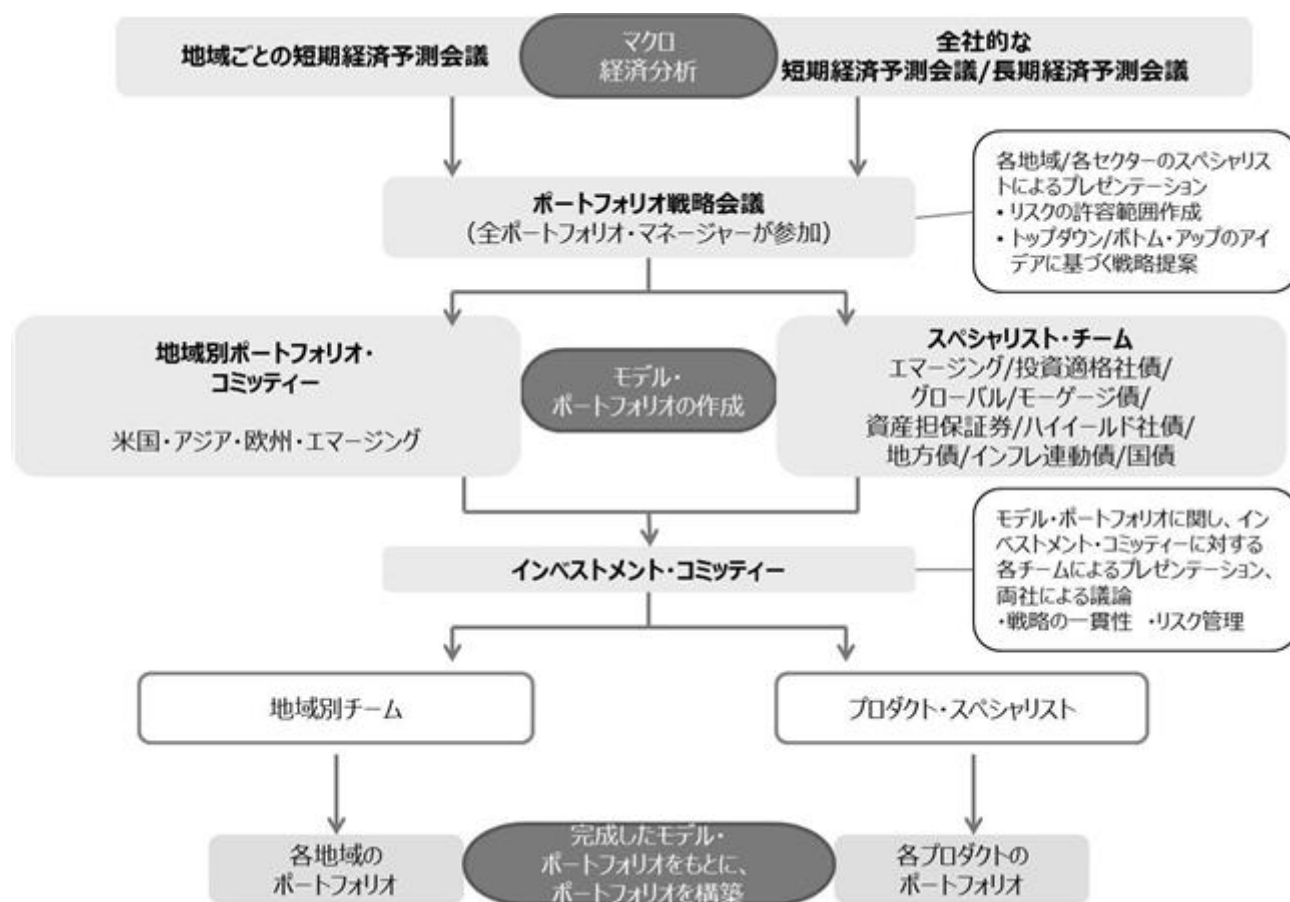 地域ごとの短期経済予測会議
マクロ
経済分析
全社的な
短期経済予測会議/長期経済予測会議
各地域/各セクターのスペシャリス
トによるプレゼンテーション
・リスクの許容範囲作成
・トップダウン/ボトム・アップのアイ
デアに基づく戦略提案
ポートフォリオ戦略会議
（全ポートフォリオ・マネージャーが参加）
地域別ポートフォリオ・
コミッティー
米国・アジア・欧州・エマージング
モデル・
ポートフォリオの作成
スペシャリスト・チーム
エマージング/投資適格社債/
グローバル/モーゲージ債/
資産担保証券/ハイイールド社債/
地方債/インフレ連動債/国債
インベストメント・コミッティー
モデル・ポートフォリオに関し、イン
ベストメント・コミッティーに対する
各チームによるプレゼンテーション、
両社による議論
・戦略の一貫性 ・リスク管理
地域別チーム
プロダクト・スペシャリスト
各地域の
ポートフォリオ
完成したモデル・
ポートフォリオをもとに、
ポートフォリオを構築
各プロダクトの
ポートフォリオ